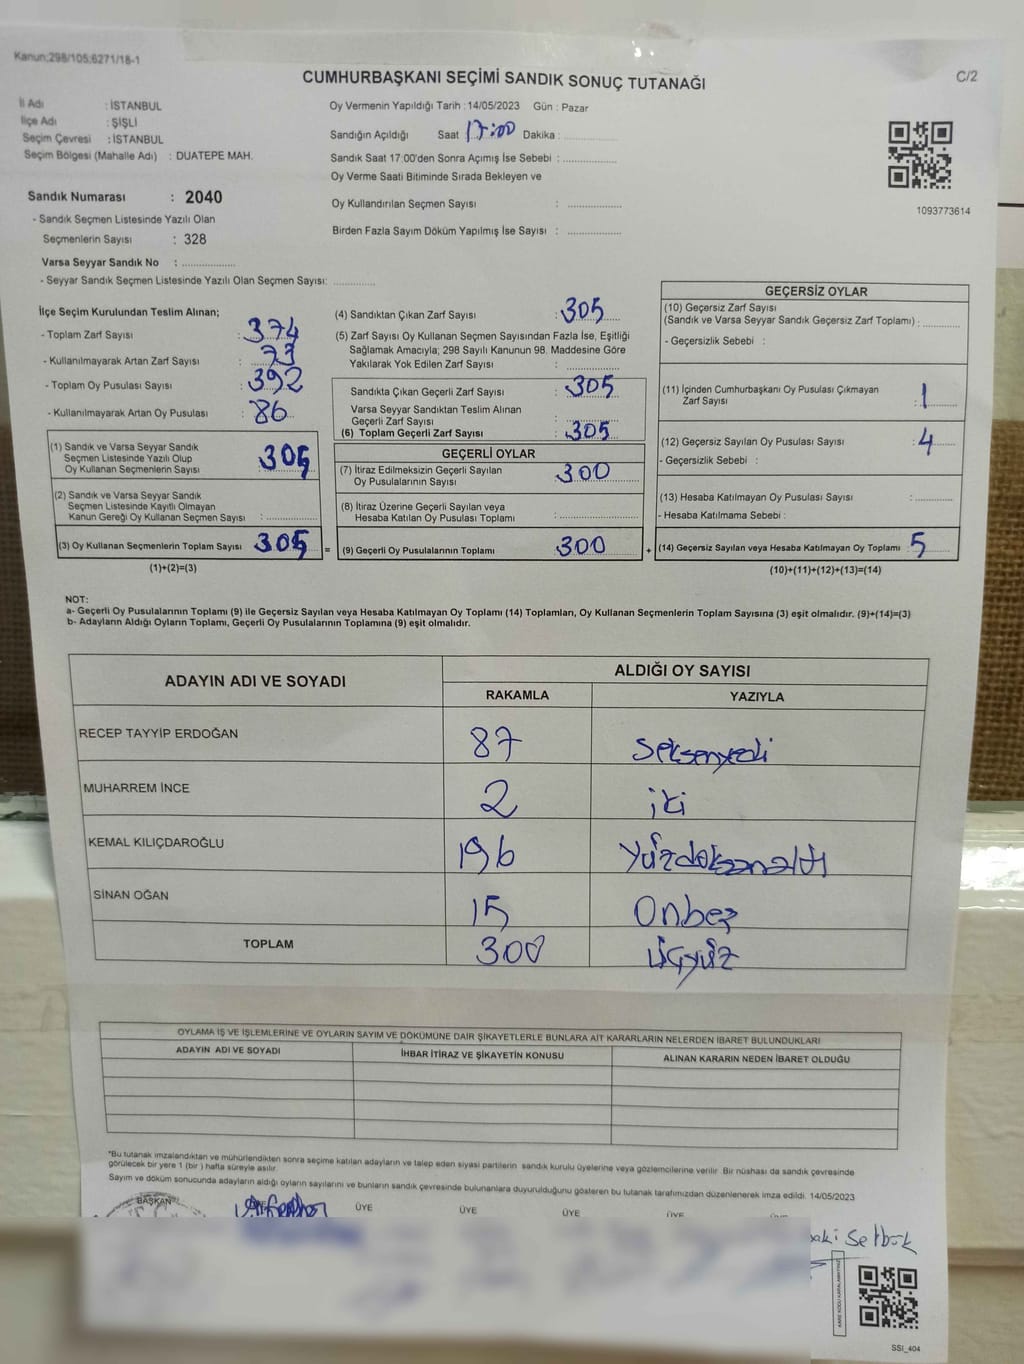 Kanun:298/105;6271/18-1
CUMHURBAŞKANI SEÇİMİ SANDIK SONUÇ TUTANAĞI
C/2
İl Adı : İSTANBUL
İlçe Adı : ŞİŞLİ
Seçim Çevresi : İSTANBUL
Seçim Bölgesi (Mahalle Adı) : DUATEPE MAH.
Sandık Numarası : 2040
- Sandık Seçmen Listesinde Yazılı Olan
Seçmenlerin Sayısı : 328
Varsa Seyyar Sandık No : ..............
- Seyyar Sandık Seçmen Listesinde Yazılı Olan Seçmen Sayısı: ............
Oy Vermenin Yapıldığı Tarih : 14/05/2023 Gün : Pazar
Sandığın Açıldığı Saat 17:00 Dakika : ..............
Sandık Saat 17:00'den Sonra Açımış İse Sebebi : ..............
Oy Verme Saati Bitiminde Sırada Bekleyen ve
Oy Kullandırılan Seçmen Sayısı : ..............
Birden Fazla Sayım Döküm Yapılmış İse Sayısı : ..............
1093773614
İlçe Seçim Kurulundan Teslim Alınan;
- Toplam Zarf Sayısı : 374
- Kullanılmayarak Artan Zarf Sayısı : 73
- Toplam Oy Pusulası Sayısı : 392
- Kullanılmayarak Artan Oy Pusulası : 86
(1) Sandık ve Varsa Seyyar Sandık
Seçmen Listesinde Yazılı Olup
Oy Kullanan Seçmenlerin Sayısı 305
(2) Sandık ve Varsa Seyyar Sandık
Seçmen Listesinde Kayıtlı Olmayan
Kanun Gereği Oy Kullanan Seçmen Sayısı : ..............
(3) Oy Kullanan Seçmenlerin Toplam Sayısı 305 =
(1)+(2)=(3)
(4) Sandıktan Çıkan Zarf Sayısı : 305
(5) Zarf Sayısı Oy Kullanan Seçmen Sayısından Fazla İse, Eşitliği
Sağlamak Amacıyla; 298 Sayılı Kanunun 98. Maddesine Göre
Yakılarak Yok Edilen Zarf Sayısı : ..............
Sandıkta Çıkan Geçerli Zarf Sayısı : 305
Varsa Seyyar Sandıktan Teslim Alınan
Geçerli Zarf Sayısı : ..............
(6) Toplam Geçerli Zarf Sayısı : 305
GEÇERLİ OYLAR
(7) İtiraz Edilmeksizin Geçerli Sayılan
Oy Pusulalarının Sayısı : 300
(8) İtiraz Üzerine Geçerli Sayılan veya
Hesaba Katılan Oy Pusulası Toplamı : ..............
(9) Geçerli Oy Pusulalarının Toplamı 300 +
GEÇERSİZ OYLAR
(10) Geçersiz Zarf Sayısı
(Sandık ve Varsa Seyyar Sandık Geçersiz Zarf Toplamı) : ..........
- Geçersizlik Sebebi :
(11) İçinden Cumhurbaşkanı Oy Pusulası Çıkmayan
Zarf Sayısı : 1
(12) Geçersiz Sayılan Oy Pusulası Sayısı : 4
- Geçersizlik Sebebi :
(13) Hesaba Katılmayan Oy Pusulası Sayısı : ..........
- Hesaba Katılmama Sebebi :
(14) Geçersiz Sayılan veya Hesaba Katılmayan Oy Toplamı 5
(10)+(11)+(12)+(13)=(14)
NOT:
a- Geçerli Oy Pusulalarının Toplamı (9) ile Geçersiz Sayılan veya Hesaba Katılmayan Oy Toplamı (14) Toplamları, Oy Kullanan Seçmenlerin Toplam Sayısına (3) eşit olmalıdır. (9)+(14)=(3)
b- Adayların Aldığı Oyların Toplamı, Geçerli Oy Pusulalarının Toplamına (9) eşit olmalıdır.
ADAYIN ADI VE SOYADI ALDIĞI OY SAYISI
RAKAMLA YAZIYLA
RECEP TAYYİP ERDOĞAN 87 Seksenyedi
MUHARREM İNCE 2 iki
KEMAL KILIÇDAROĞLU 196 Yüzdoksanaltı
SİNAN OĞAN 15 Onbeş
TOPLAM 300 üçyüz
OYLAMA İŞ VE İŞLEMLERİNE VE OYLARIN SAYIM VE DÖKÜMÜNE DAİR ŞİKAYETLERLE BUNLARA AİT KARARLARIN NELERDEN İBARET BULUNDUKLARI
ADAYIN ADI VE SOYADI İHBAR İTİRAZ VE ŞİKAYETİN KONUSU ALINAN KARARIN NEDEN İBARET OLDUĞU
*Bu tutanak imzalandıktan ve mühürlendikten sonra seçime katılan adayların ve talep eden siyasi partilerin sandık kurulu üyelerine veya gözlemcilerine verilir. Bir nüshası da sandık çevresinde
görülecek bir yere 1 (bir) hafta süreyle asılır.
Sayım ve döküm sonucunda adayların aldığı oyların sayılarını ve bunların sandık çevresinde bulunanlara duyurulduğunu gösteren bu tutanak tarafımızdan düzenlenerek imza edildi. 14/05/2023
BAŞKAN ÜYE ÜYE ÜYE ÜYE
SSI_404